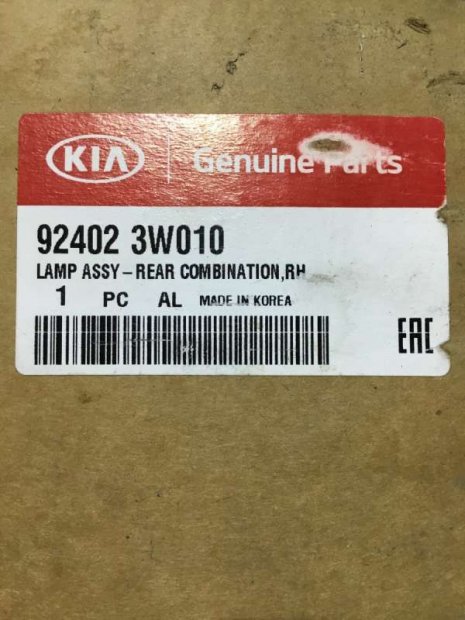 KIA Genuine Parts
92402 3W010
LAMP ASSY-REAR COMBINATION,RH
1 PC AL MADE IN KOREA
EAC